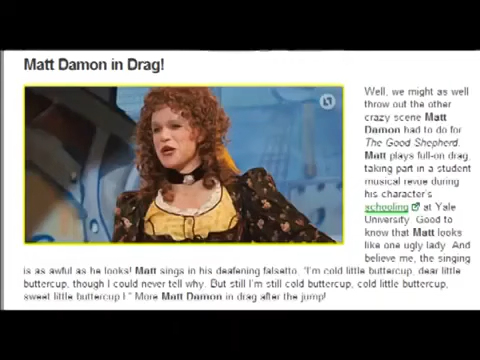 Matt Damon in Drag!
Well, we might as well
throw out the other
crazy scene Matt
Damon had to do for
The Good Shepherd.
Matt plays full-on drag,
taking part in a student
musical revue during
his character's
schooling at Yale
University. Good to
know that Matt looks
like one ugly lady. And
believe me, the singing
is as awful as he looks! Matt sings in his deafening falsetto, "I'm cold little buttercup, dear little
buttercup, though I could never tell why. But still I'm still cold buttercup, cold little buttercup,
sweet little buttercup I." More Matt Damon in drag after the jump!